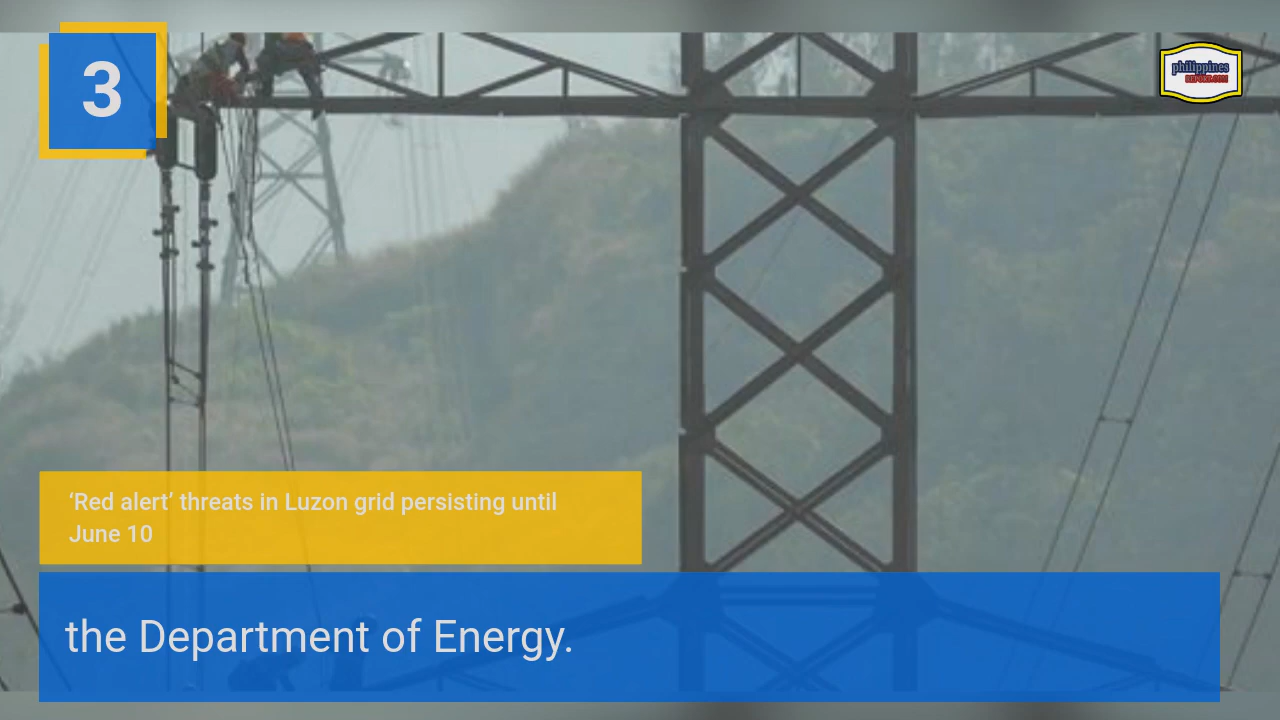 3
philippines
‘Red alert’ threats in Luzon grid persisting until
June 10
the Department of Energy.